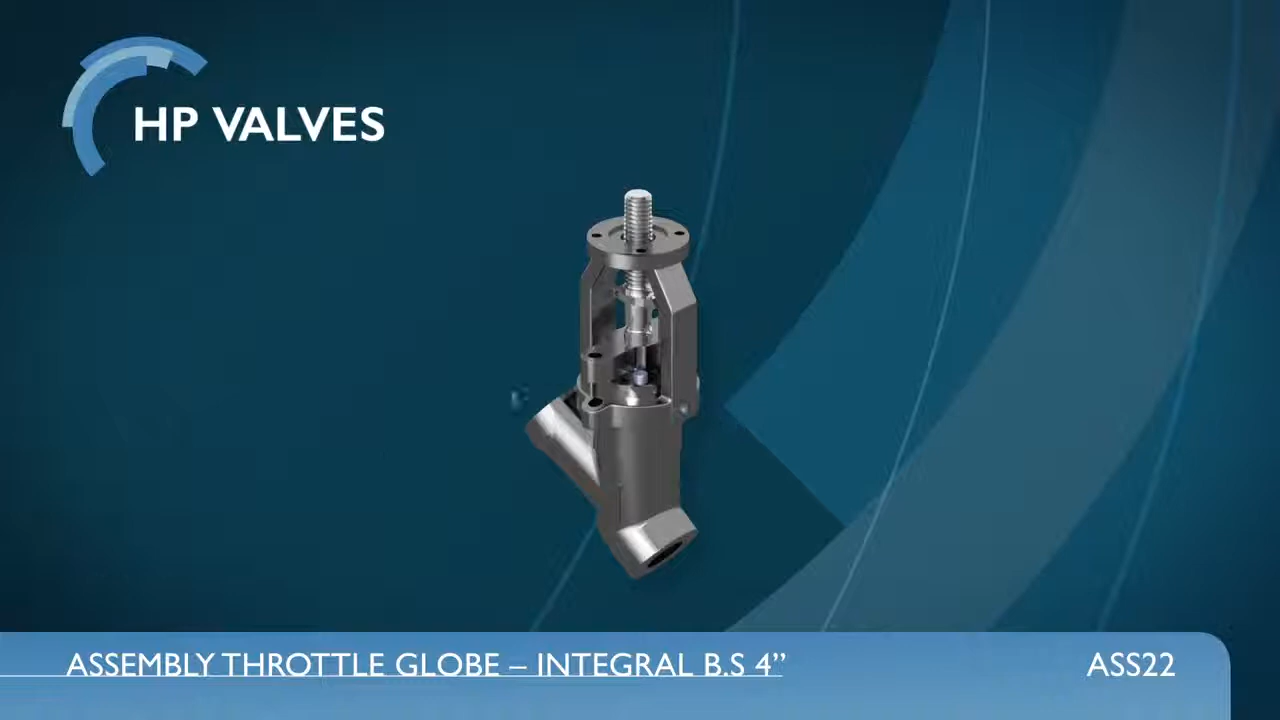 HP VALVES
ASSEMBLY THROTTLE GLOBE – INTEGRAL B.S 4”
ASS22